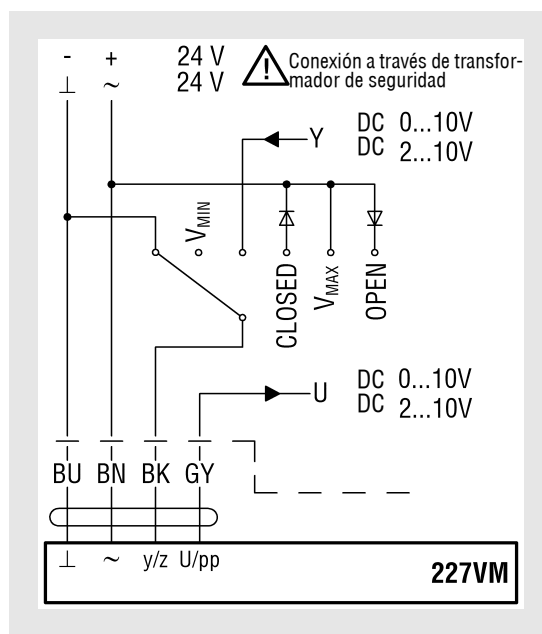 - + 24 V
⊥ ~ 24 V
Conexión a través de transfor-
mador de seguridad
Y DC 0...10V
DC 2...10V
VMIN
CLOSED
VMAX
OPEN
U DC 0...10V
DC 2...10V
BU BN BK GY
⊥ ~ y/z U/pp
227VM